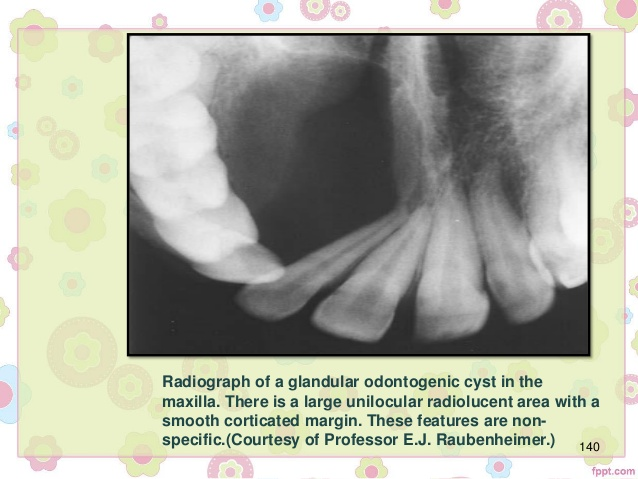 Radiograph of a glandular odontogenic cyst in the
maxilla. There is a large unilocular radiolucent area with a
smooth corticated margin. These features are non-
specific.(Courtesy of Professor E.J. Raubenheimer.)
140
fppt.com